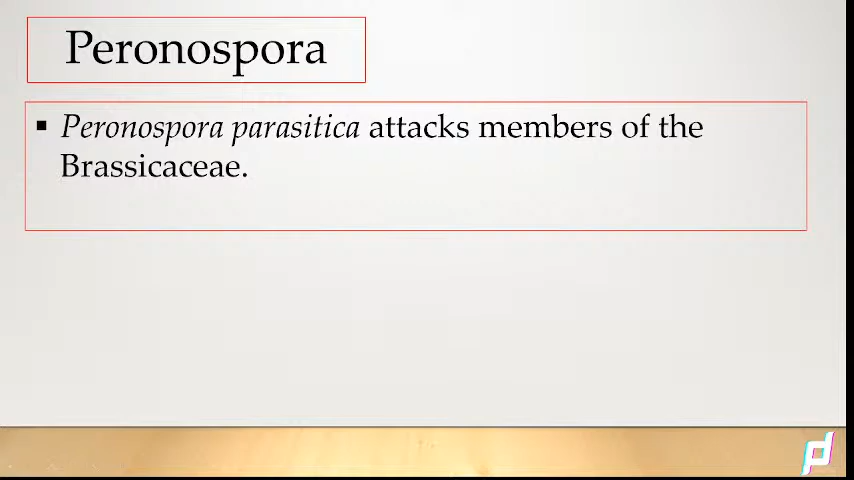 Peronospora
▪ Peronospora parasitica attacks members of the
Brassicaceae.